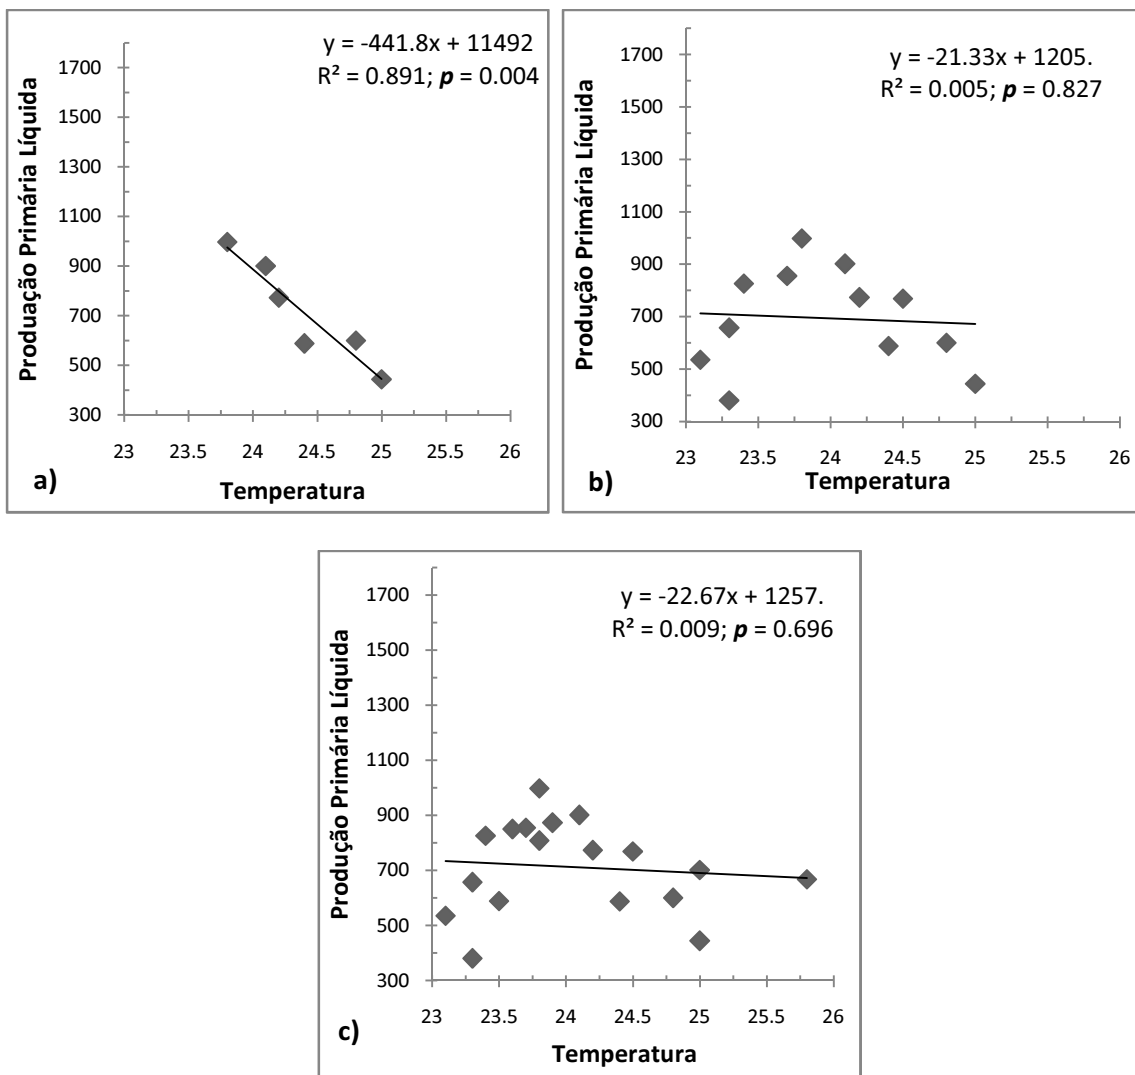 y = -441.8x + 11492
R² = 0.891; p = 0.004
Produação Primária Líquida
1700
1500
1300
1100
900
700
500
300
23 23.5 24 24.5 25 25.5 26
a)
Temperatura
y = -21.33x + 1205.
R² = 0.005; p = 0.827
Produção Primária Líquida
1700
1500
1300
1100
900
700
500
300
23 23.5 24 24.5 25 25.5 26
b)
Temperatura
y = -22.67x + 1257.
R² = 0.009; p = 0.696
Produção Primária Líquida
1700
1500
1300
1100
900
700
500
300
23 23.5 24 24.5 25 25.5 26
c)
Temperatura